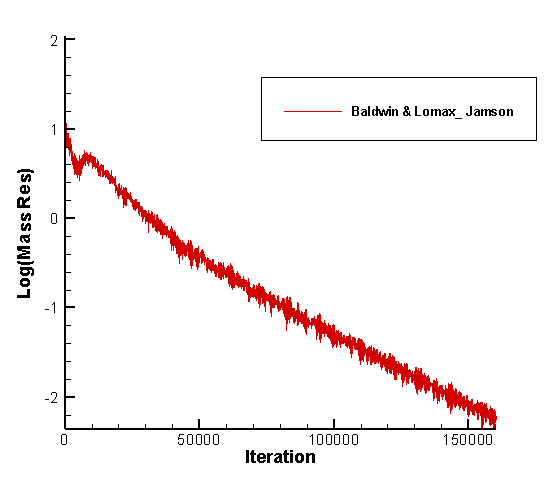 2
Baldwin & Lomax_ Jamson
1
0
-1
-2
Log(Mass Res)
0 50000 100000 150000
Iteration